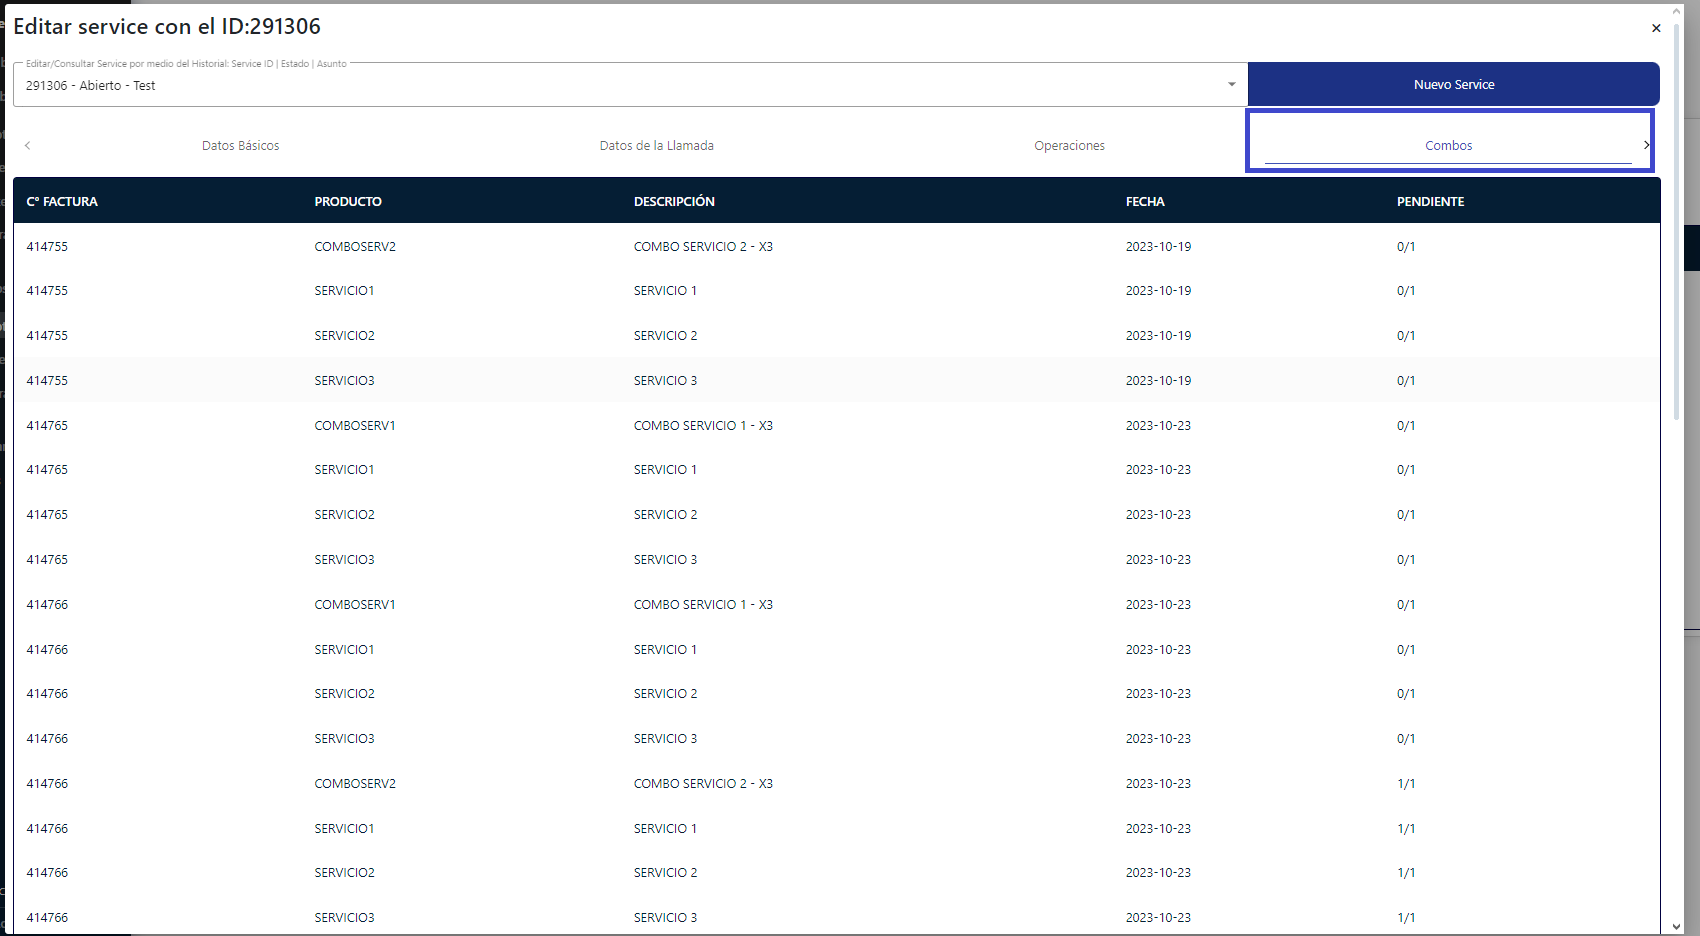 Editar service con el ID:291306
×
Editar/Consultar Service por medio del Historial: Service ID | Estado | Asunto
291306 - Abierto - Test
Nuevo Service
Datos Básicos Datos de la Llamada Operaciones Combos
C° FACTURA PRODUCTO DESCRIPCIÓN FECHA PENDIENTE
414755 COMBOSERV2 COMBO SERVICIO 2 - X3 2023-10-19 0/1
414755 SERVICIO1 SERVICIO 1 2023-10-19 0/1
414755 SERVICIO2 SERVICIO 2 2023-10-19 0/1
414755 SERVICIO3 SERVICIO 3 2023-10-19 0/1
414765 COMBOSERV1 COMBO SERVICIO 1 - X3 2023-10-23 0/1
414765 SERVICIO1 SERVICIO 1 2023-10-23 0/1
414765 SERVICIO2 SERVICIO 2 2023-10-23 0/1
414765 SERVICIO3 SERVICIO 3 2023-10-23 0/1
414766 COMBOSERV1 COMBO SERVICIO 1 - X3 2023-10-23 0/1
414766 SERVICIO1 SERVICIO 1 2023-10-23 0/1
414766 SERVICIO2 SERVICIO 2 2023-10-23 0/1
414766 SERVICIO3 SERVICIO 3 2023-10-23 0/1
414766 COMBOSERV2 COMBO SERVICIO 2 - X3 2023-10-23 1/1
414766 SERVICIO1 SERVICIO 1 2023-10-23 1/1
414766 SERVICIO2 SERVICIO 2 2023-10-23 1/1
414766 SERVICIO3 SERVICIO 3 2023-10-23 1/1